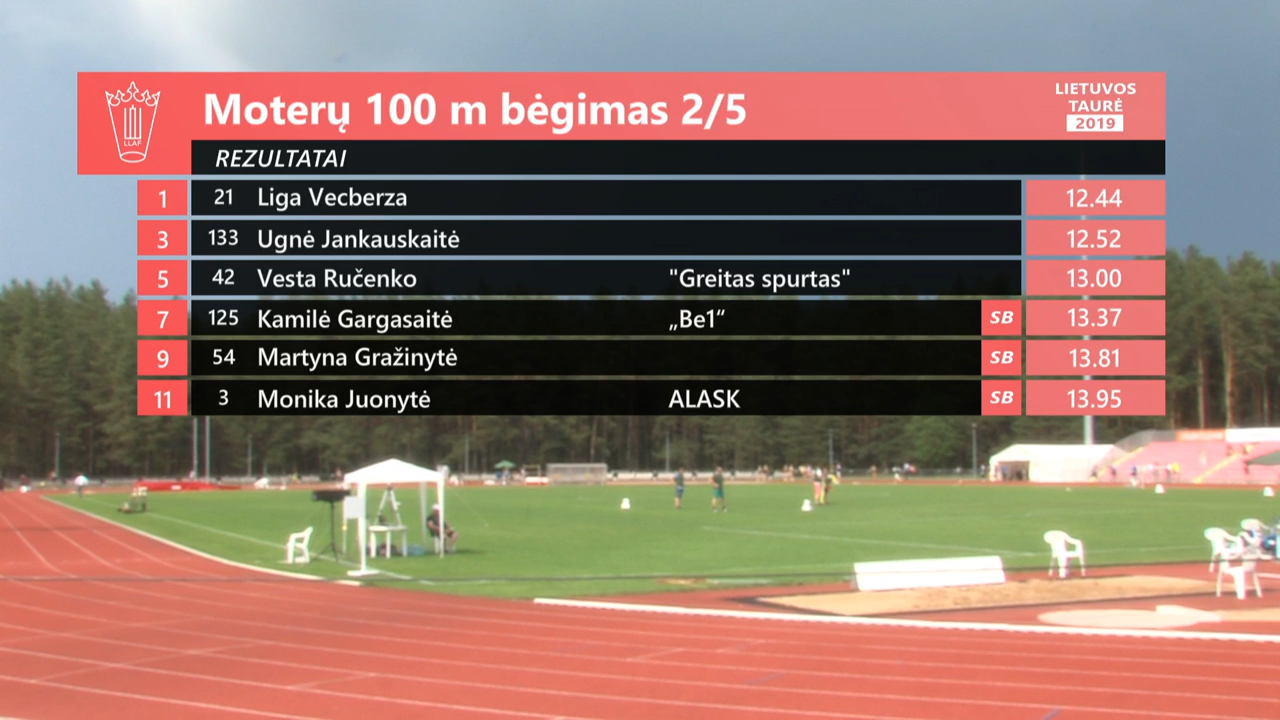 Moterų 100 m bėgimas 2/5
LIETUVOS
TAURĖ
2019
LLAF
REZULTATAI
1 21 Liga Vecberza 12.44
3 133 Ugnė Jankauskaitė 12.52
5 42 Vesta Ručenko "Greitas spurtas" 13.00
7 125 Kamilė Gargasaitė „Be1“ SB 13.37
9 54 Martyna Gražinytė SB 13.81
11 3 Monika Juonytė ALASK SB 13.95